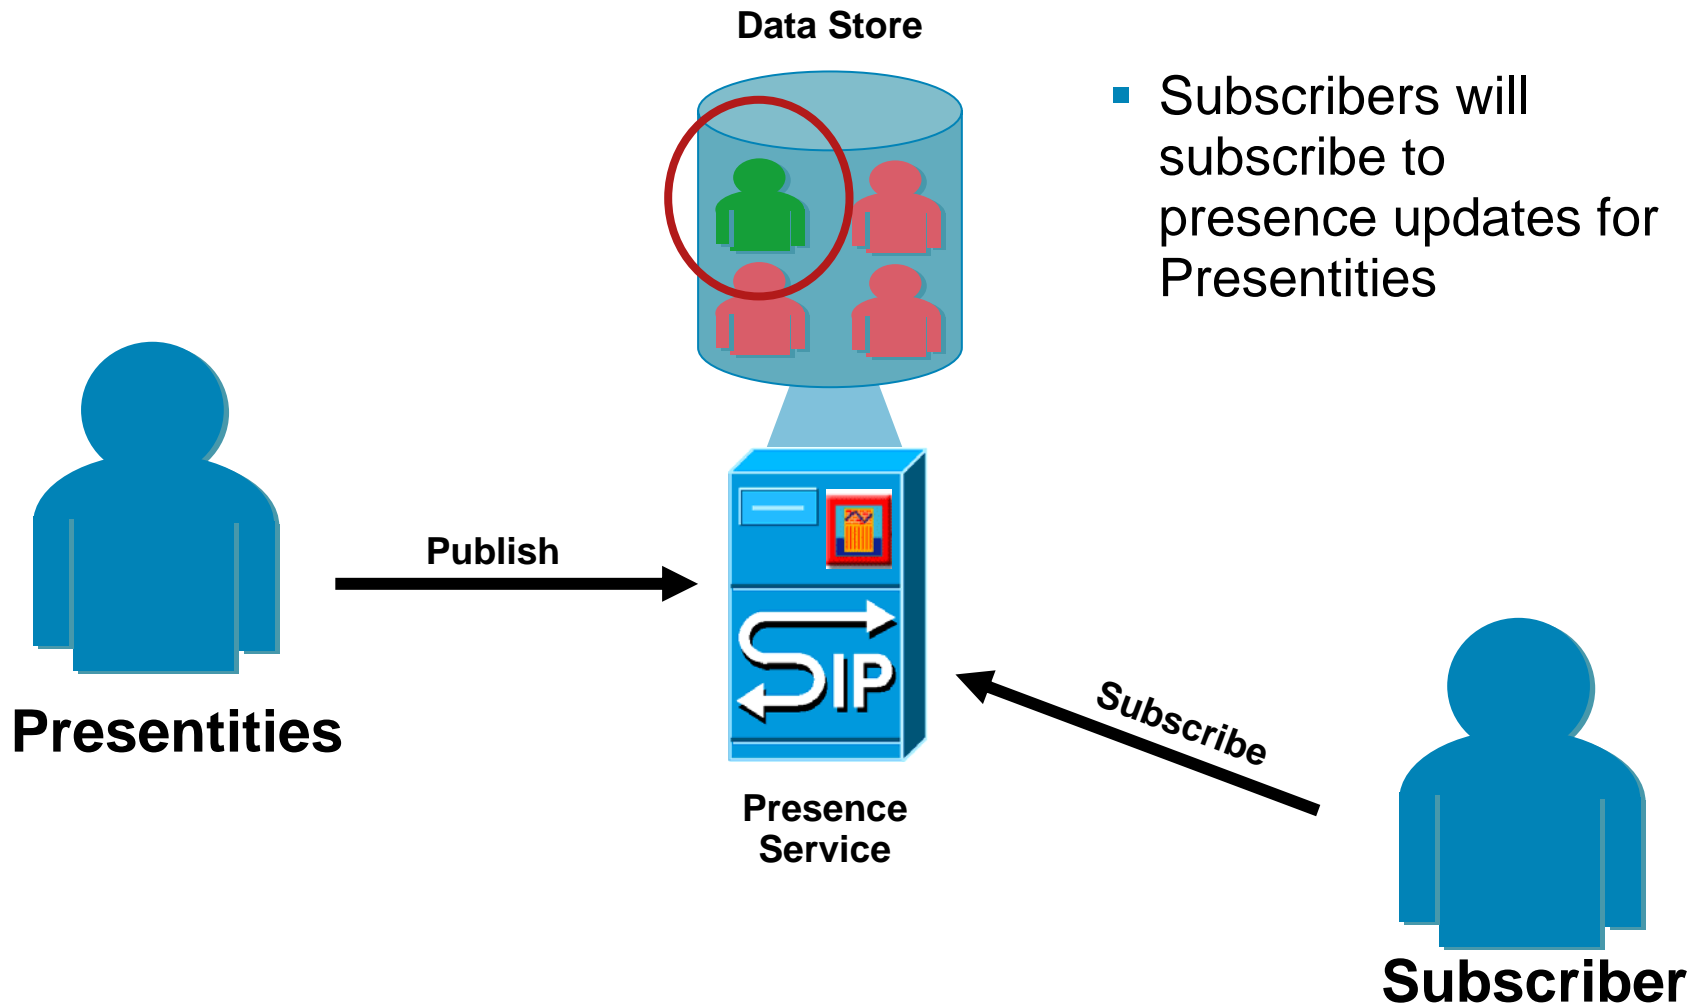 Data Store
Subscribers will
subscribe to
presence updates for
Presentities
Publish
Presentities
SIP
Subscribe
Presence
Service
Subscriber